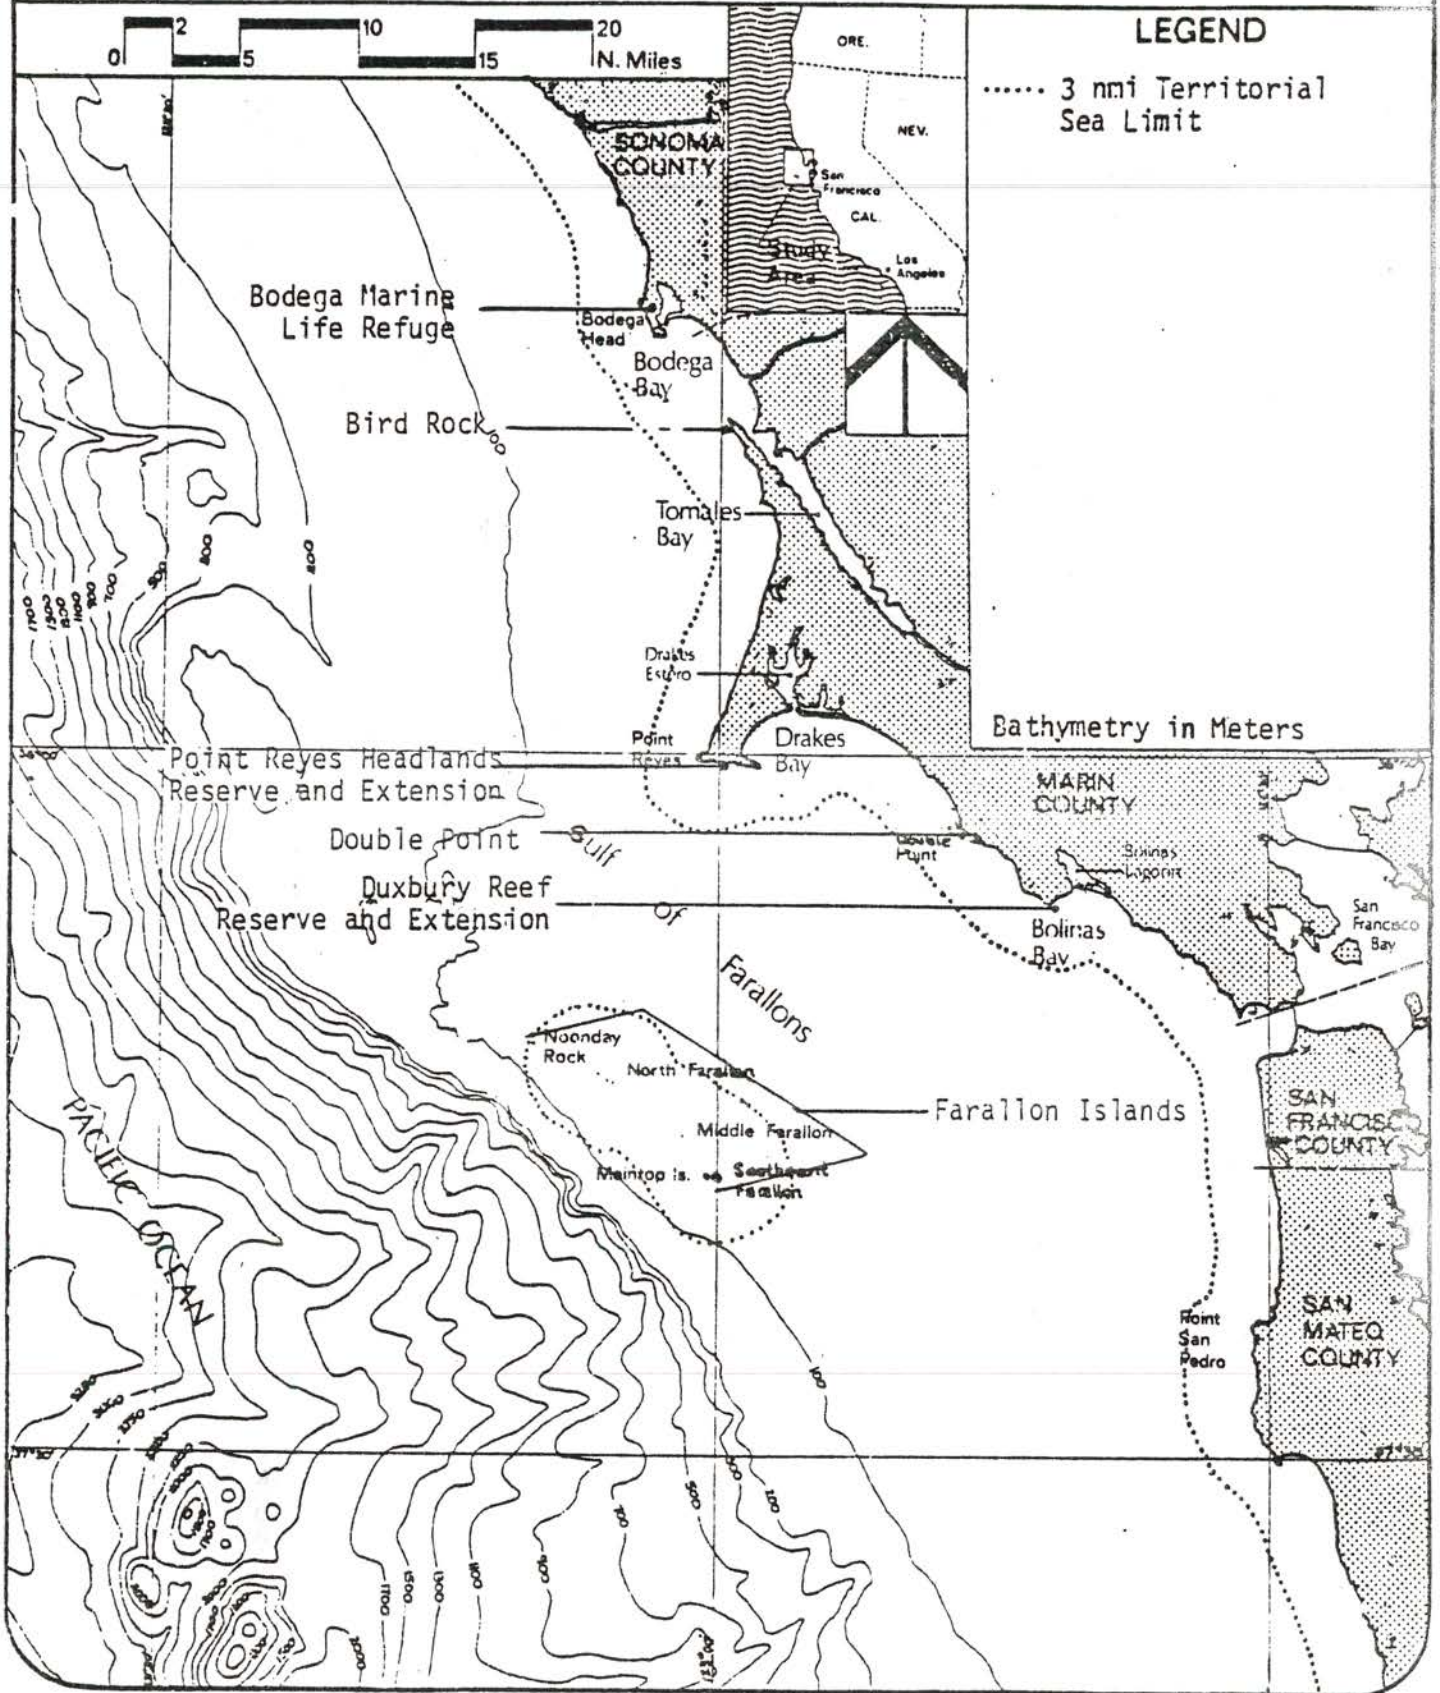 2 10 20
0 5 15 N. Miles
ORE.
NEV.
San
Francisco
CAL.
Los
Angeles
Study
Area
LEGEND
3 nmi Territorial
Sea Limit
SONOMA
COUNTY
Bodega Marine
Life Refuge
Bodega
Head
Bodega
Bay
Bird Rock
Tomales
Bay
Drakes
Estero
Point
Reyes
Drakes
Bay
Bathymetry in Meters
Point Reyes Headlands
Reserve and Extension
MARIN
COUNTY
Double Point
Double
Point
Duxbury Reef
Reserve and Extension
Bolinas
Lagoon
Bolinas
Bay
San
Francisco
Bay
Gulf
of
Farallons
Noonday
Rock
North Farallon
Farallon Islands
Middle Farallon
Maintop Is.
Southeast
Farallon
SAN
FRANCISCO
COUNTY
PACIFIC OCEAN
Point
San
Pedro
SAN
MATEO
COUNTY
37°30'
100
200
500
700
900
1100
1300
1500
1700
2000